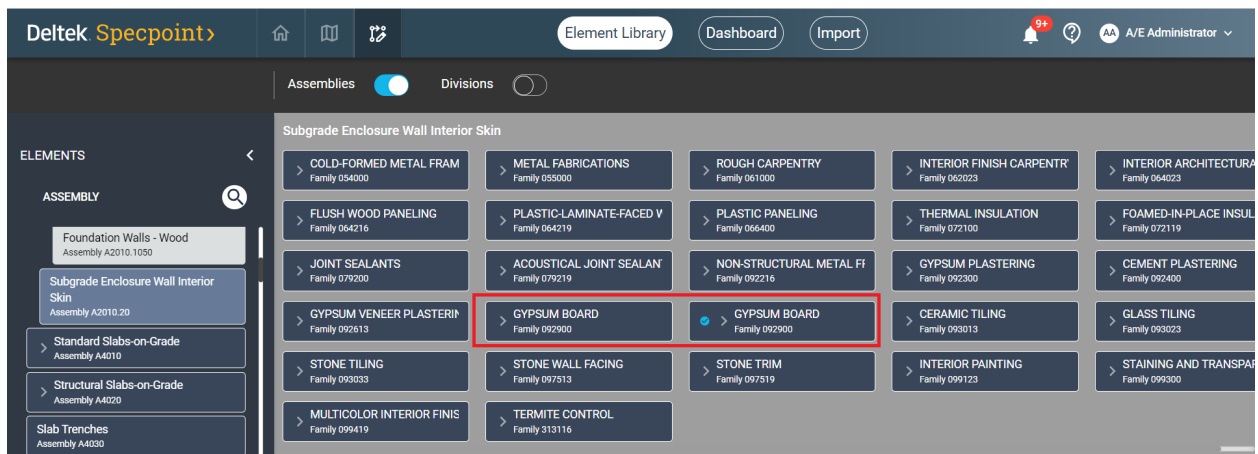 Deltek. Specpoint>
Element Library
Dashboard
Import
9+
AA A/E Administrator
Assemblies
Divisions
ELEMENTS
ASSEMBLY
Foundation Walls - Wood
Assembly A2010.1050
Subgrade Enclosure Wall Interior
Skin
Assembly A2010.20
Standard Slabs-on-Grade
Assembly A4010
Structural Slabs-on-Grade
Assembly A4020
Slab Trenches
Assembly A4030
Subgrade Enclosure Wall Interior Skin
COLD-FORMED METAL FRAM
Family 054000
METAL FABRICATIONS
Family 055000
ROUGH CARPENTRY
Family 061000
INTERIOR FINISH CARPENTR
Family 062023
INTERIOR ARCHITECTURA
Family 064023
FLUSH WOOD PANELING
Family 064216
PLASTIC-LAMINATE-FACED
Family 064219
PLASTIC PANELING
Family 066400
THERMAL INSULATION
Family 072100
FOAMED-IN-PLACE INSUL
Family 072119
JOINT SEALANTS
Family 079200
ACOUSTICAL JOINT SEALAN
Family 079219
NON-STRUCTURAL METAL
Family 092216
GYPSUM PLASTERING
Family 092300
CEMENT PLASTERING
Family 092400
GYPSUM VENEER PLASTERIN
Family 092613
GYPSUM BOARD
Family 092900
GYPSUM BOARD
Family 092900
CERAMIC TILING
Family 093013
GLASS TILING
Family 093023
STONE TILING
Family 093033
STONE WALL FACING
Family 097513
STONE TRIM
Family 097519
INTERIOR PAINTING
Family 099123
STAINING AND TRANSPAR
Family 099300
MULTICOLOR INTERIOR FINIS
Family 099419
TERMITE CONTROL
Family 313116